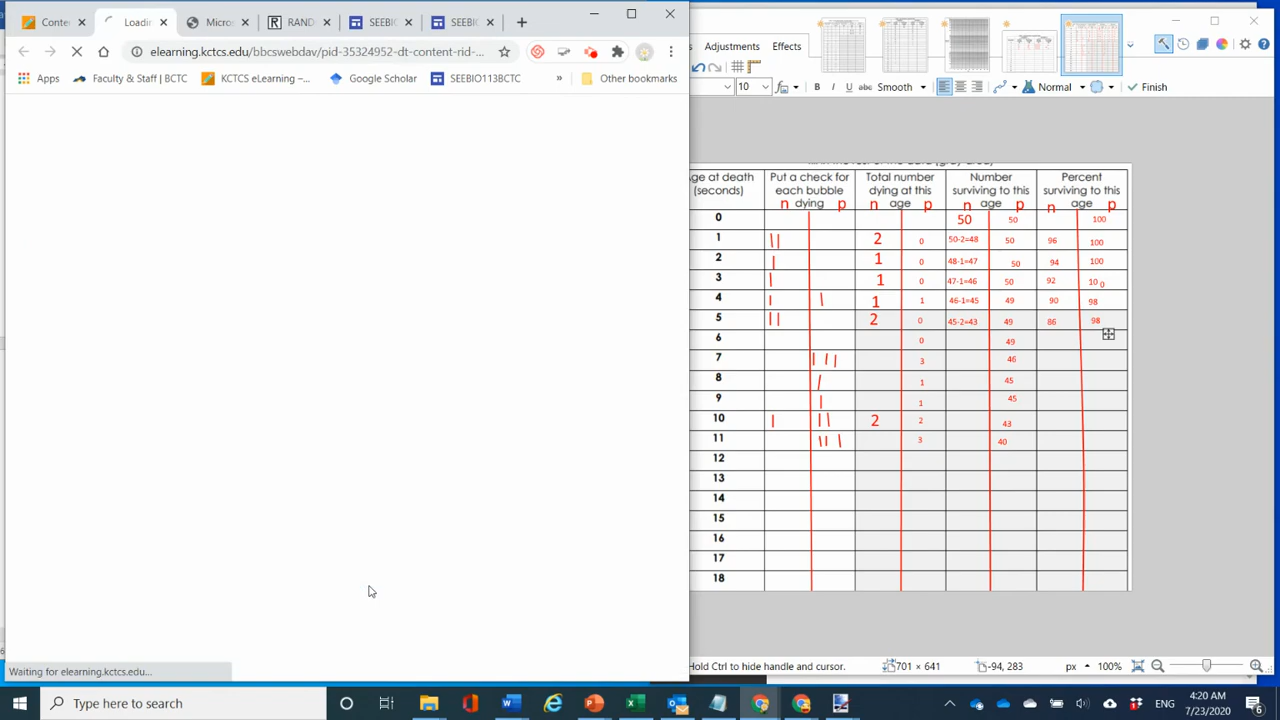 Conte
Loadin
Micros
RAND
SEEBIC
SEEBIC
elearning.kctcs.edu/bbcswebdav/pid-35324952-dt-content-rid-...
Apps
Faculty & Staff | BCTC
KCTCS eLearning –...
Google Scholar
SEEBIO113BCTC
»
Other bookmarks
Adjustments Effects
10
B I U abc Smooth
Normal
Finish
ge at death (seconds) Put a check for each bubble dying Total number dying at this age Number surviving to this age Percent surviving to this age
n p n p n p n p
0 50 50 100
1 || 2 0 50-2=48 50 96 100
2 | 1 0 48-1=47 50 94 100
3 | 1 0 47-1=46 50 92 100
4 | | 1 1 46-1=45 49 90 98
5 || 2 0 45-2=43 49 86 98
6 0 49
7 ||| 3 46
8 | 1 45
9 | 1 45
10 | || 2 2 43
11 ||| 3 40
12
13
14
15
16
17
18
Waiting for elearning.kctcs.edu...
Hold Ctrl to hide handle and cursor.
701 × 641
-94, 283
px
100%
Type here to search
ENG
4:20 AM
7/23/2020
6